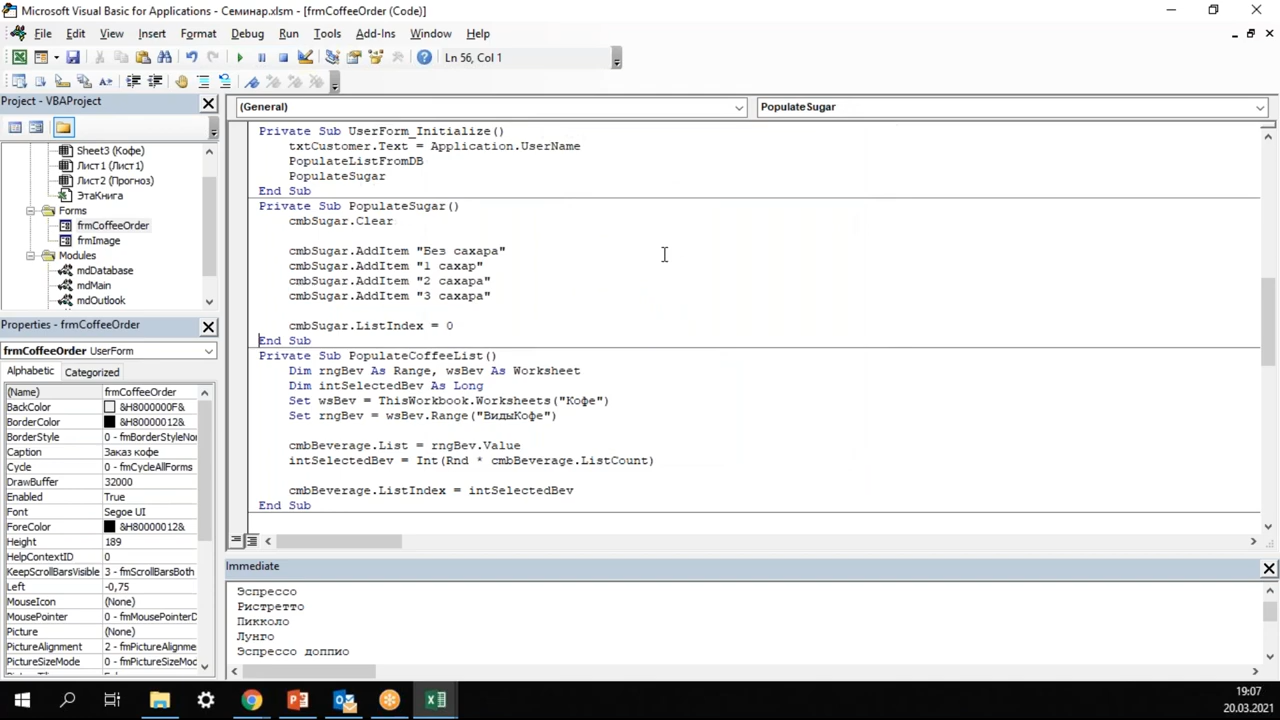 Microsoft Visual Basic for Applications - Семинар.xlsm - [frmCoffeeOrder (Code)]
File Edit View Insert Format Debug Run Tools Add-Ins Window Help
Ln 56, Col 1
Project - VBAProject
Sheet3 (Кофе)
Лист1 (Лист1)
Лист2 (Прогноз)
ЭтаКнига
Forms
frmCoffeeOrder
frmImage
Modules
mdDatabase
mdMain
mdOutlook
Properties - frmCoffeeOrder
frmCoffeeOrder UserForm
Alphabetic Categorized
(Name) frmCoffeeOrder
BackColor &H8000000F&
BorderColor &H80000012&
BorderStyle 0 - fmBorderStyleNor
Caption Заказ кофе
Cycle 0 - fmCycleAllForms
DrawBuffer 32000
Enabled True
Font Segoe UI
ForeColor &H80000012&
Height 189
HelpContextID 0
KeepScrollBarsVisible 3 - fmScrollBarsBoth
Left -0,75
MouseIcon (None)
MousePointer 0 - fmMousePointerD
Picture (None)
PictureAlignment 2 - fmPictureAlignme
PictureSizeMode 0 - fmPictureSizeMod
(General) PopulateSugar
Private Sub UserForm_Initialize()
txtCustomer.Text = Application.UserName
PopulateListFromDB
PopulateSugar
End Sub
Private Sub PopulateSugar()
cmbSugar.Clear
cmbSugar.AddItem "Без сахара"
cmbSugar.AddItem "1 сахар"
cmbSugar.AddItem "2 сахара"
cmbSugar.AddItem "3 сахара"
cmbSugar.ListIndex = 0
End Sub
Private Sub PopulateCoffeeList()
Dim rngBev As Range, wsBev As Worksheet
Dim intSelectedBev As Long
Set wsBev = ThisWorkbook.Worksheets("Кофе")
Set rngBev = wsBev.Range("ВидыКофе")
cmbBeverage.List = rngBev.Value
intSelectedBev = Int(Rnd * cmbBeverage.ListCount)
cmbBeverage.ListIndex = intSelectedBev
End Sub
Immediate
Эспрессо
Ристретто
Пикколо
Лунго
Эспрессо доппио
19:07
20.03.2021